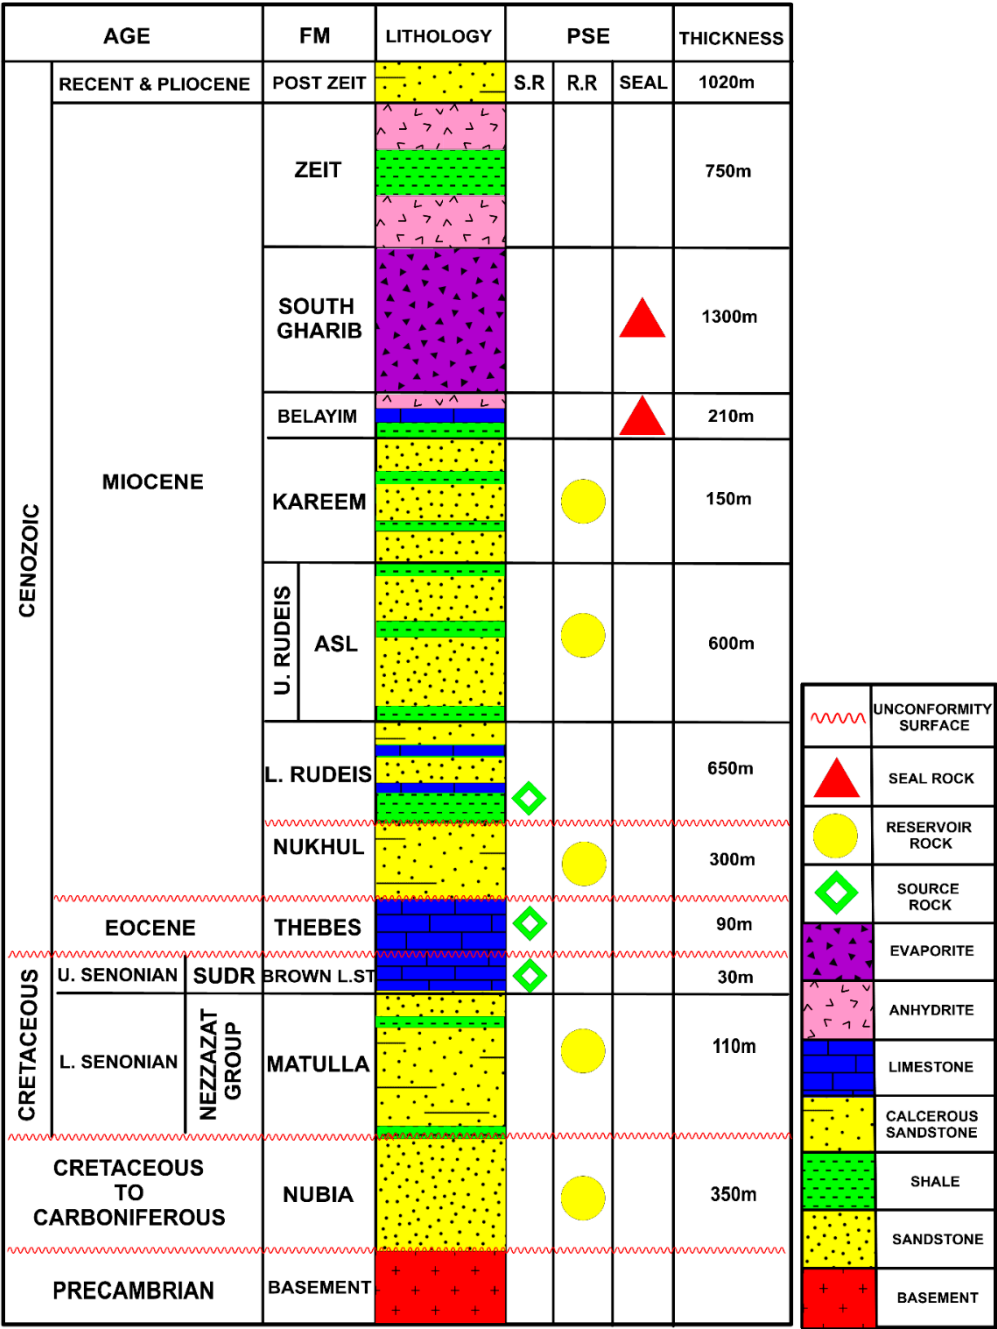 AGE
FM
LITHOLOGY
PSE
THICKNESS
RECENT & PLIOCENE
POST ZEIT
S.R
R.R
SEAL
1020m
CENOZOIC
MIOCENE
ZEIT
750m
SOUTH
GHARIB
1300m
BELAYIM
210m
KAREEM
150m
U. RUDEIS
ASL
600m
L. RUDEIS
650m
NUKHUL
300m
EOCENE
THEBES
90m
CRETACEOUS
U. SENONIAN
SUDR
BROWN L.ST
30m
L. SENONIAN
NEZZAZAT
GROUP
MATULLA
110m
CRETACEOUS
TO
CARBONIFEROUS
NUBIA
350m
PRECAMBRIAN
BASEMENT
UNCONFORMITY
SURFACE
SEAL ROCK
RESERVOIR
ROCK
SOURCE
ROCK
EVAPORITE
ANHYDRITE
LIMESTONE
CALCEROUS
SANDSTONE
SHALE
SANDSTONE
BASEMENT